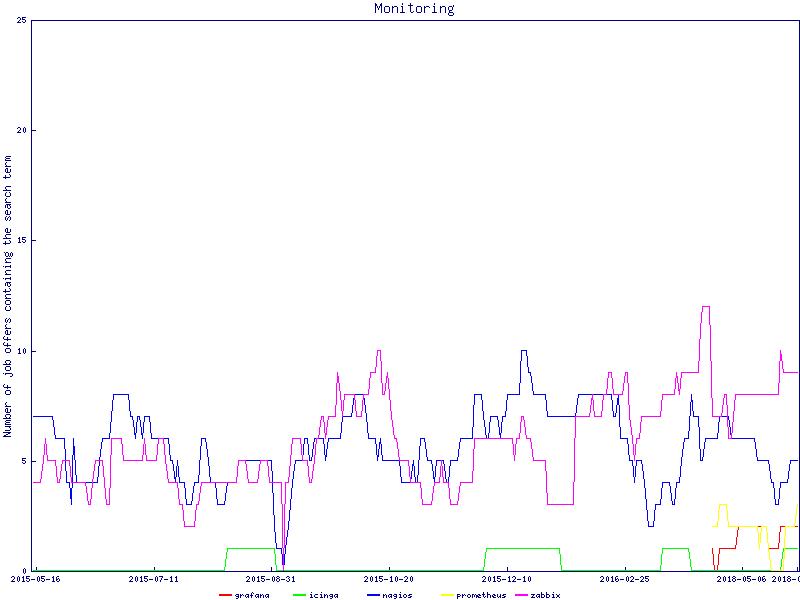 Monitoring
Number of job offers containing the search term
25
20
15
10
5
0
2015-05-16 2015-07-11 2015-08-31 2015-10-20 2015-12-10 2016-02-25 2018-05-06 2018-0
grafana icinga nagios prometheus zabbix